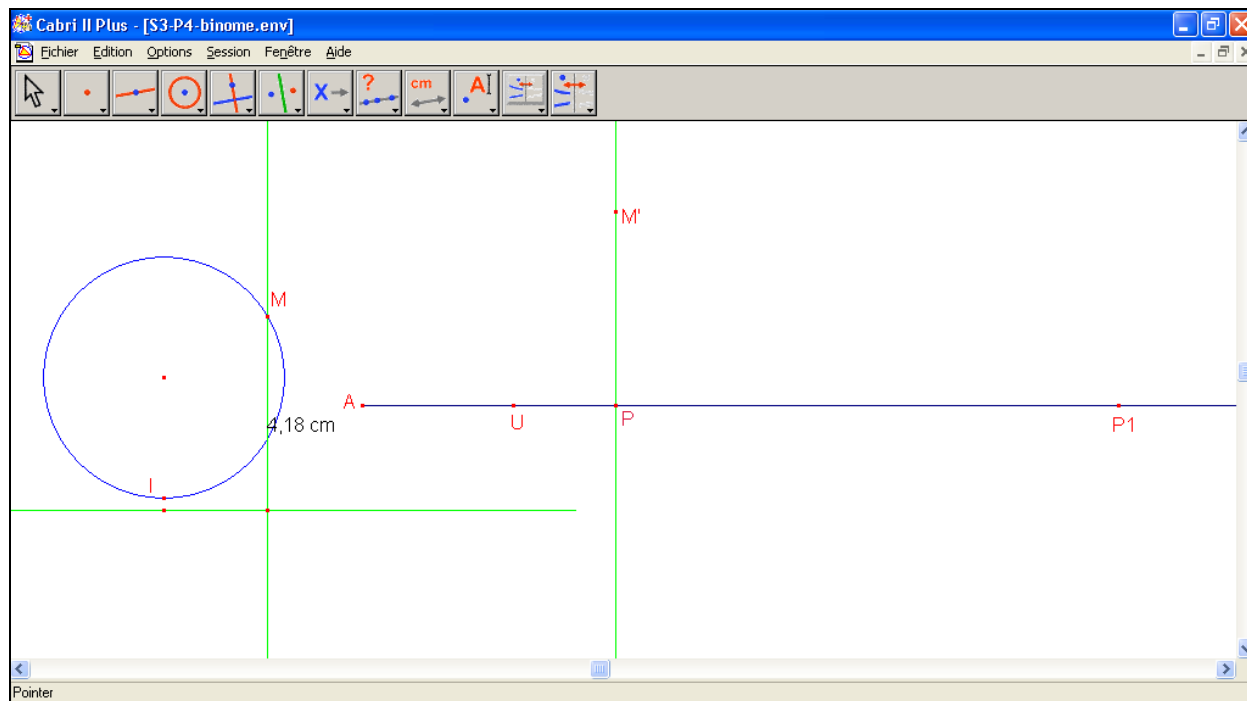 Cabri II Plus - [S3-P4-binome.env]
Fichier Edition Options Session Fenêtre Aide
X ? cm A
M'
M
A
U
P
P1
4,18 cm
I
Pointer